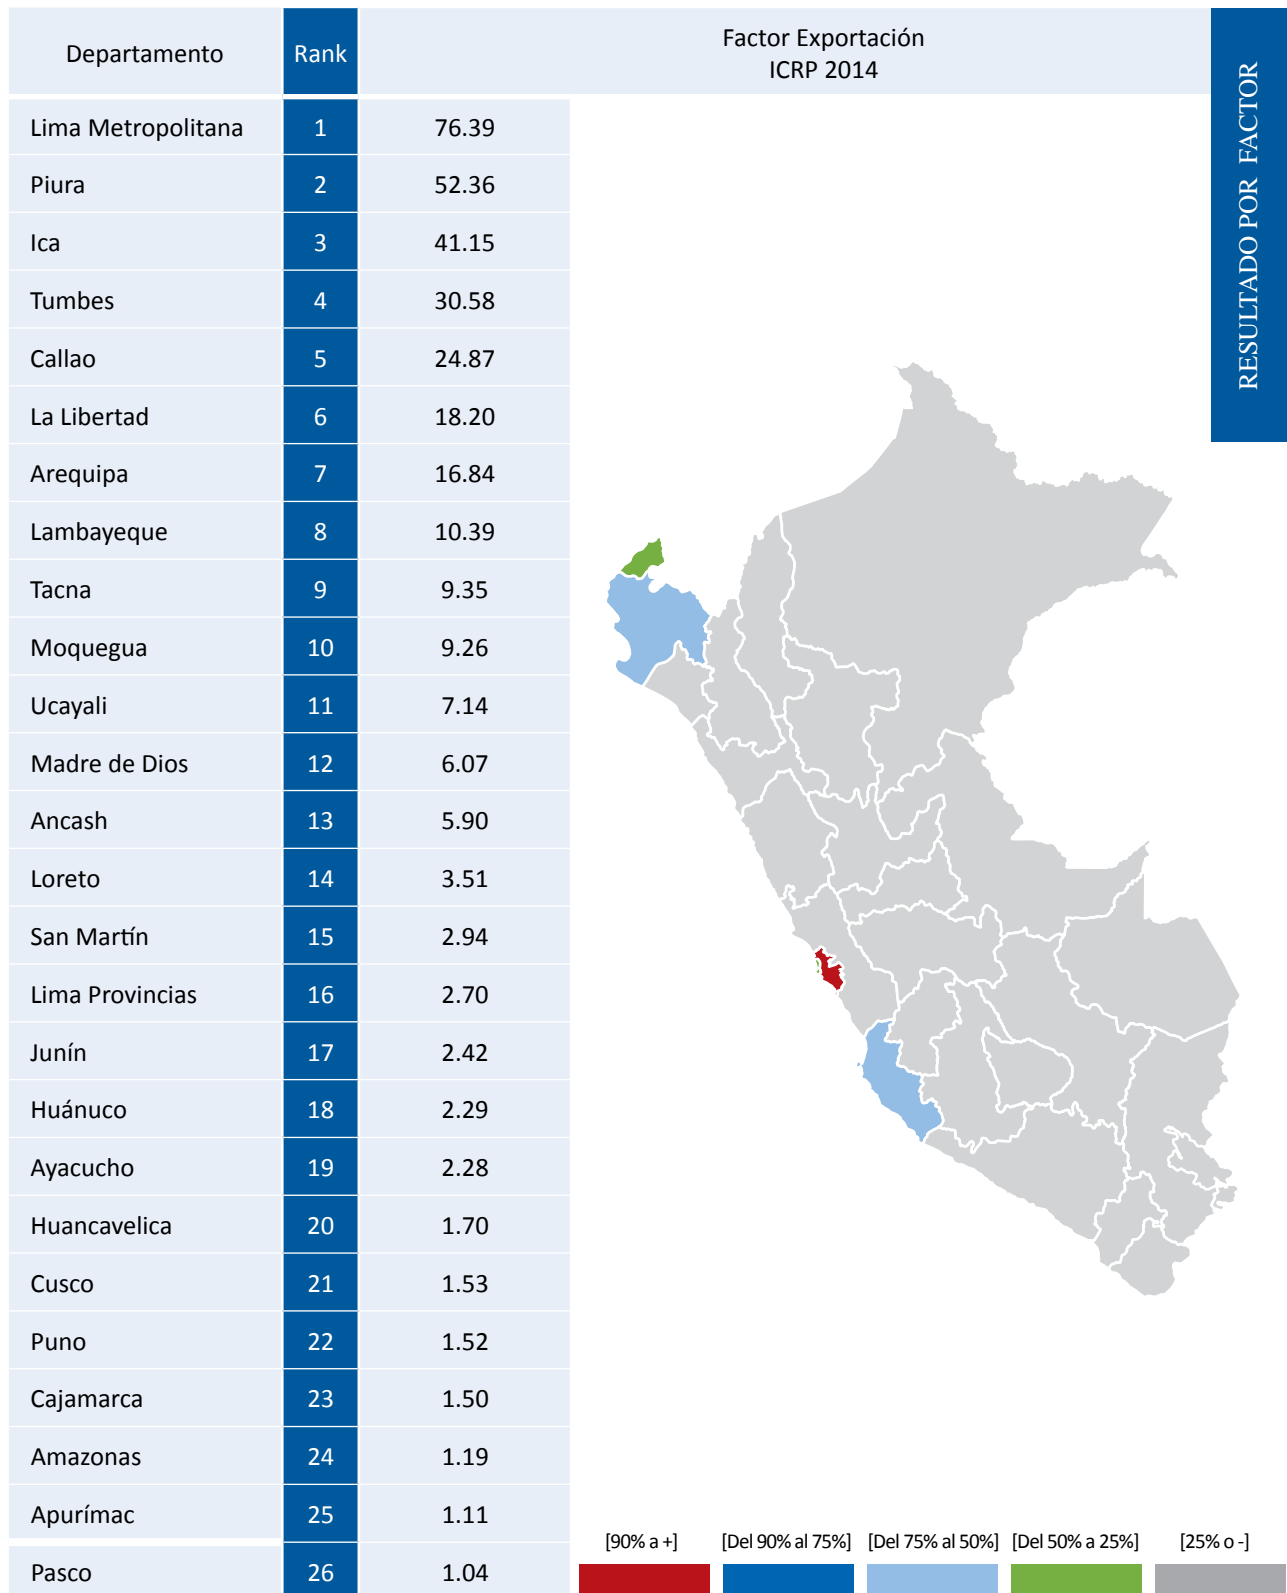 Departamento Rank Factor Exportación
ICRP 2014
RESULTADO POR FACTOR
Lima Metropolitana 1 76.39
Piura 2 52.36
Ica 3 41.15
Tumbes 4 30.58
Callao 5 24.87
La Libertad 6 18.20
Arequipa 7 16.84
Lambayeque 8 10.39
Tacna 9 9.35
Moquegua 10 9.26
Ucayali 11 7.14
Madre de Dios 12 6.07
Ancash 13 5.90
Loreto 14 3.51
San Martín 15 2.94
Lima Provincias 16 2.70
Junín 17 2.42
Huánuco 18 2.29
Ayacucho 19 2.28
Huancavelica 20 1.70
Cusco 21 1.53
Puno 22 1.52
Cajamarca 23 1.50
Amazonas 24 1.19
Apurímac 25 1.11
Pasco 26 1.04
[90% a +] [Del 90% al 75%] [Del 75% al 50%] [Del 50% a 25%] [25% o -]